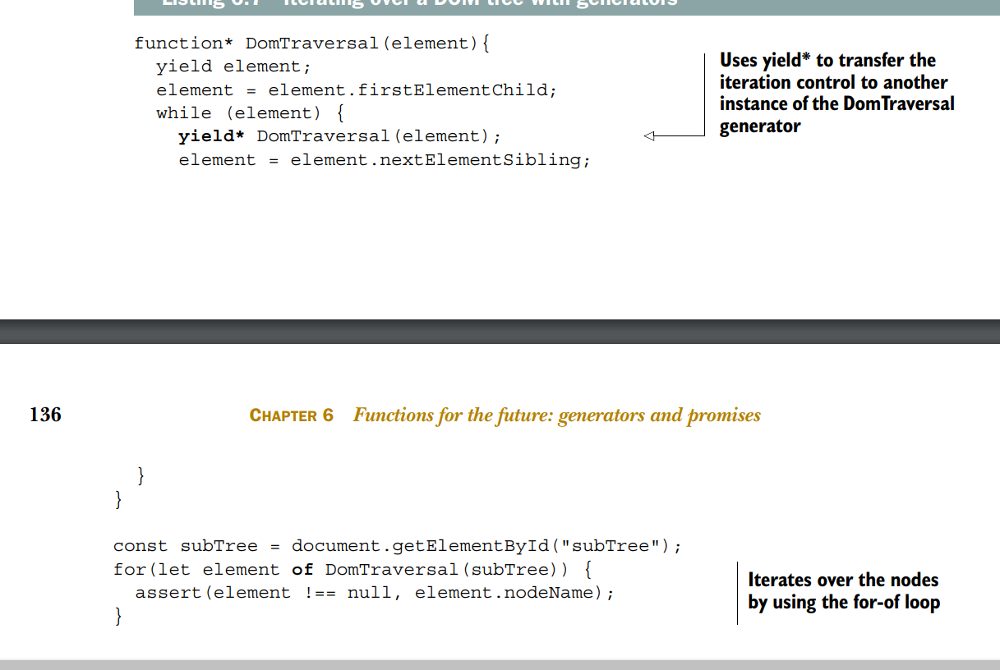 Listing 6.7 Iterating over a DOM tree with generators
function* DomTraversal(element){
yield element;
element = element.firstElementChild;
while (element) {
yield* DomTraversal(element);
element = element.nextElementSibling;
Uses yield* to transfer the
iteration control to another
instance of the DomTraversal
generator
136 CHAPTER 6 Functions for the future: generators and promises
}
}
const subTree = document.getElementById("subTree");
for(let element of DomTraversal(subTree)) {
assert(element !== null, element.nodeName);
}
Iterates over the nodes
by using the for-of loop